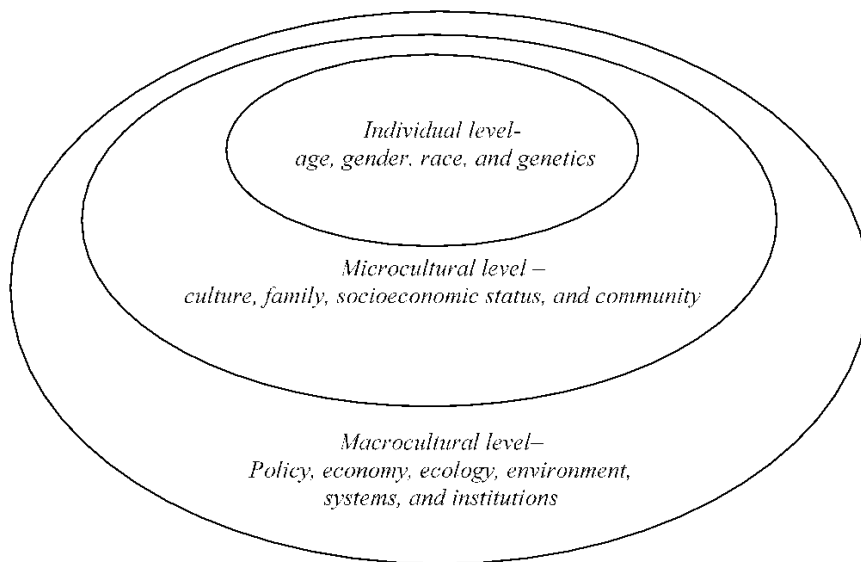 Individual level-
age, gender, race, and genetics
Microcultural level –
culture, family, socioeconomic status, and community
Macrocultural level–
Policy, economy, ecology, environment,
systems, and institutions